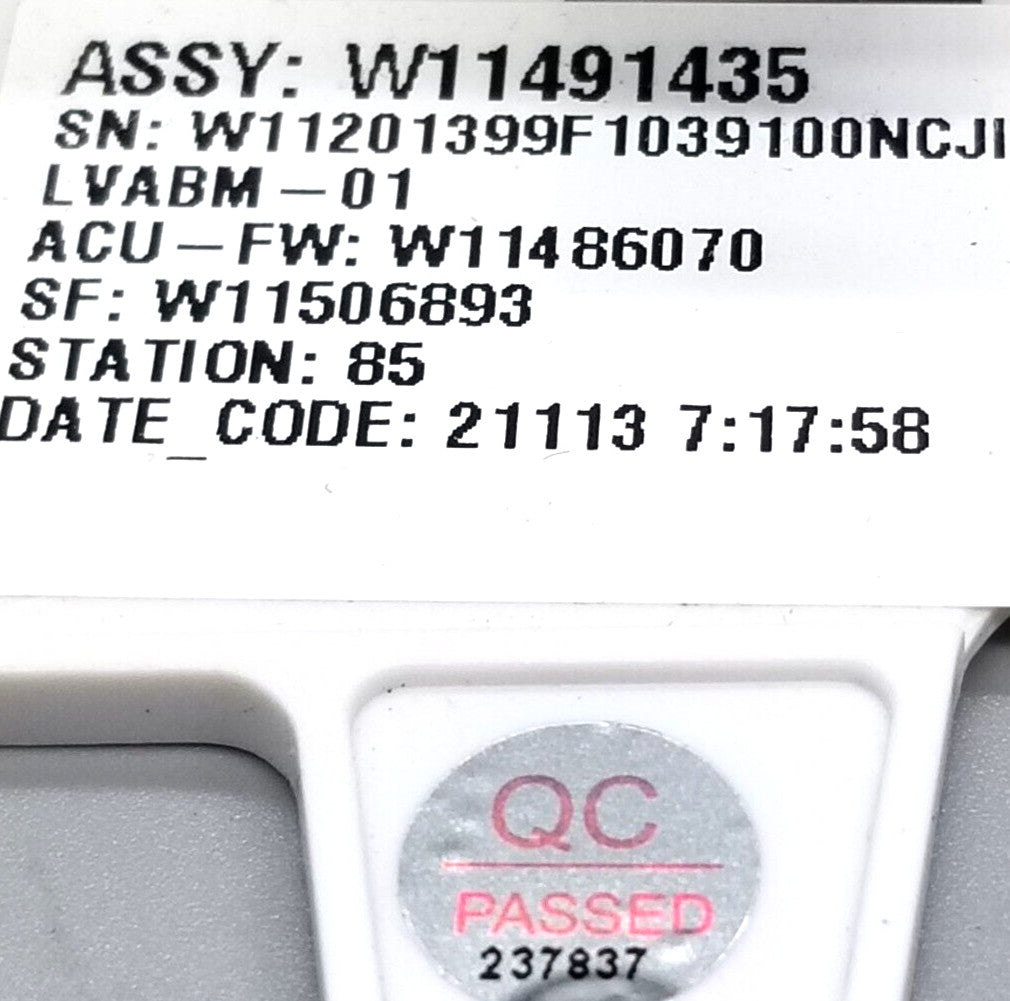 ASSY: W11491435
SN: W11201399F1039100NCJI
LVABM-01
ACU-FW: W11486070
SF: W11506893
STATION: 85
DATE_CODE: 21113 7:17:58
QC
PASSED
237837